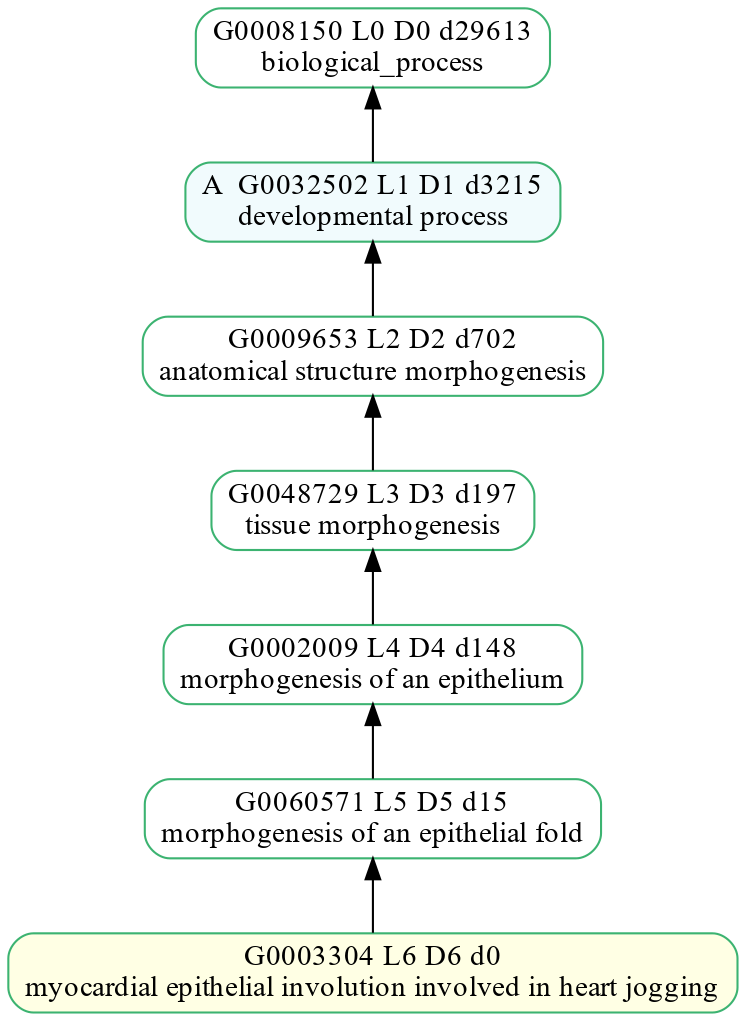 G0008150 L0 D0 d29613
biological_process
A  G0032502 L1 D1 d3215
developmental process
G0009653 L2 D2 d702
anatomical structure morphogenesis
G0048729 L3 D3 d197
tissue morphogenesis
G0002009 L4 D4 d148
morphogenesis of an epithelium
G0060571 L5 D5 d15
morphogenesis of an epithelial fold
G0003304 L6 D6 d0
myocardial epithelial involution involved in heart jogging